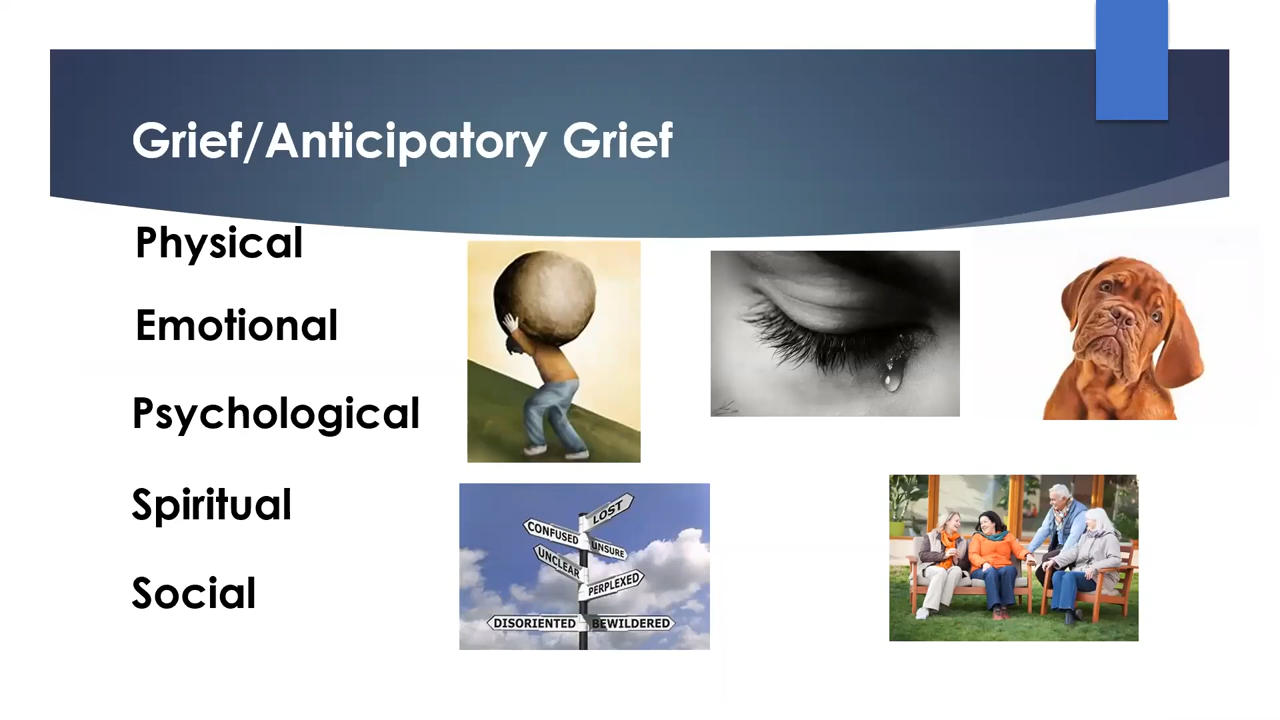 Grief/Anticipatory Grief
Physical
Emotional
Psychological
Spiritual
Social
LOST
CONFUSED
UNSURE
UNCLEAR
PERPLEXED
DISORIENTED
BEWILDERED